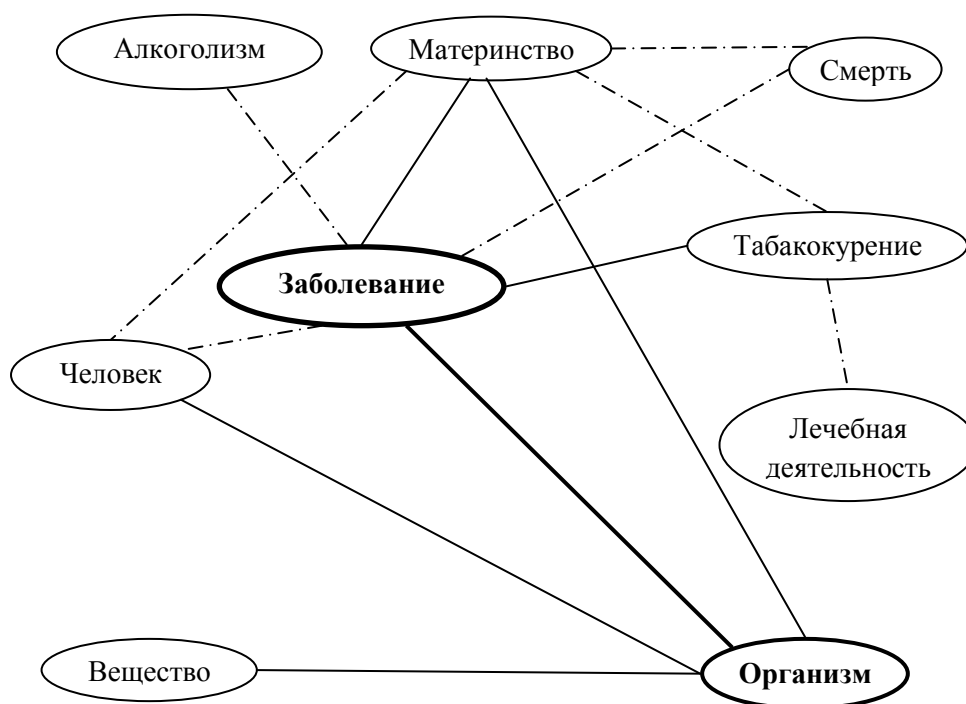 Алкоголизм
Материнство
Смерть
Табакокурение
Заболевание
Человек
Лечебная
деятельность
Вещество
Организм